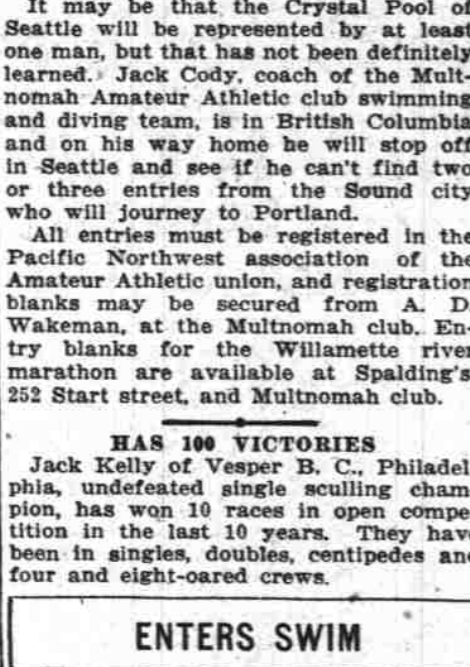 It may be that the Crystal Pool of
Seattle will be represented by at least
one man, but that has not been definitely
learned. Jack Cody, coach of the Mult-
nomah Amateur Athletic club swimming
and diving team, is in British Columbia
and on his way home he will stop off
in Seattle and see if he can't find two
or three entries from the Sound city
who will journey to Portland.
All entries must be registered in the
Pacific Northwest association of the
Amateur Athletic union, and registration
blanks may be secured from A. D.
Wakeman, at the Multnomah club. En-
try blanks for the Willamette river
marathon are available at Spalding's
252 Start street, and Multnomah club.
HAS 100 VICTORIES
Jack Kelly of Vesper B. C., Philadel
phia, undefeated single sculling cham
pion, has won 10 races in open compe
tition in the last 10 years. They have
been in singles, doubles, centipedes and
four and eight-oared crews.
ENTERS SWIM